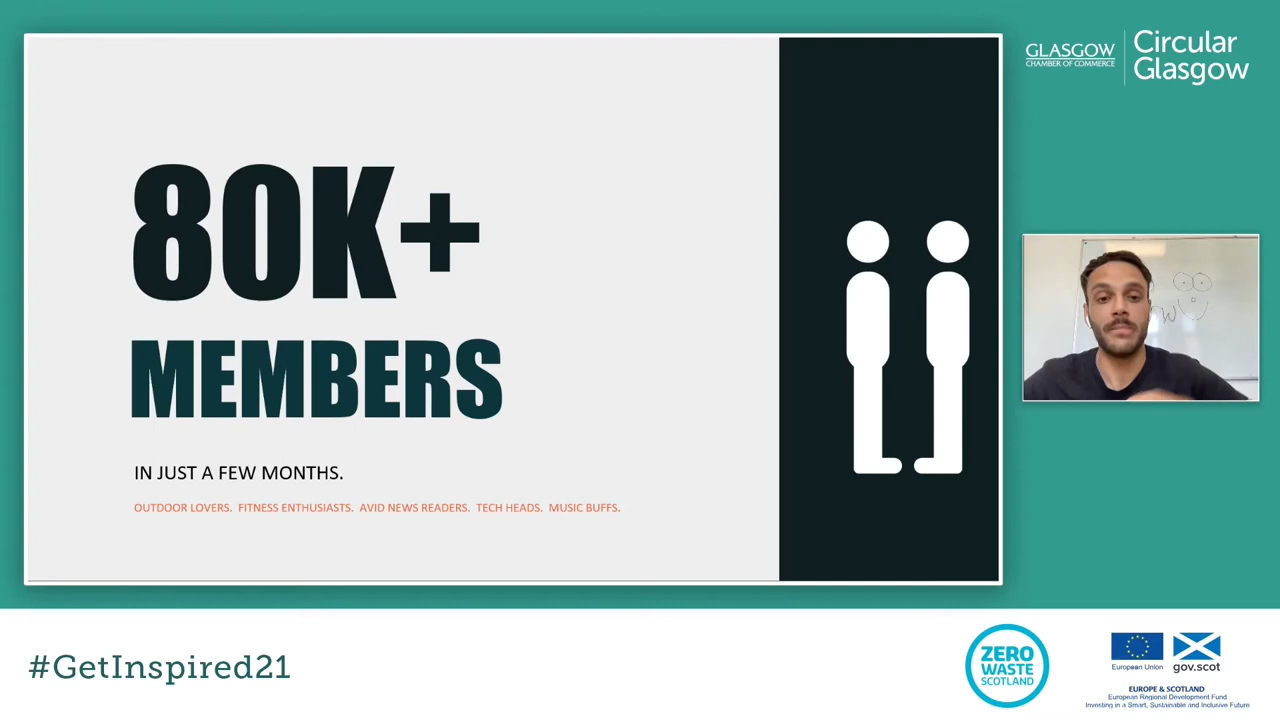 80K+
MEMBERS
IN JUST A FEW MONTHS.
OUTDOOR LOVERS. FITNESS ENTHUSIASTS. AVID NEWS READERS. TECH HEADS. MUSIC BUFFS.
GLASGOW
CHAMBER OF COMMERCE
Circular
Glasgow
#GetInspired21
ZERO
WASTE
SCOTLAND
European Union
gov.scot
EUROPE & SCOTLAND
European Regional Development Fund
Investing in a Smart, Sustainable and Inclusive Future